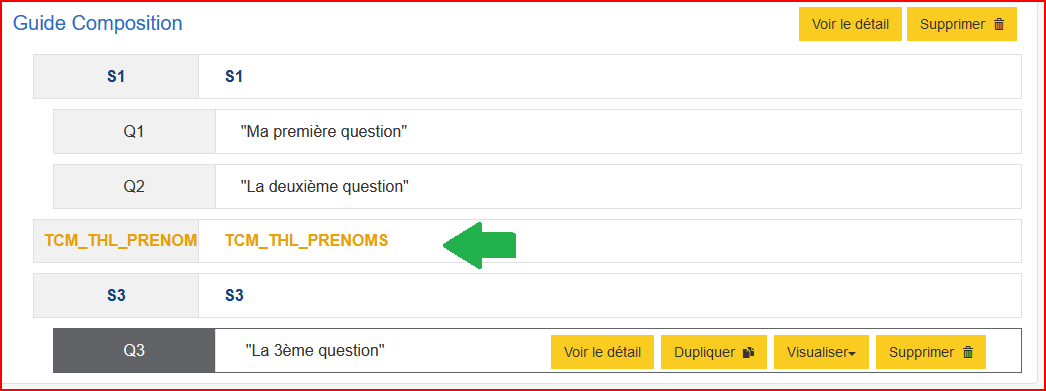 Guide Composition
Voir le détail Supprimer
S1 S1
Q1 "Ma première question"
Q2 "La deuxième question"
TCM_THL_PRENOM TCM_THL_PRENOMS
S3 S3
Q3 "La 3ème question" Voir le détail Dupliquer Visualiser Supprimer